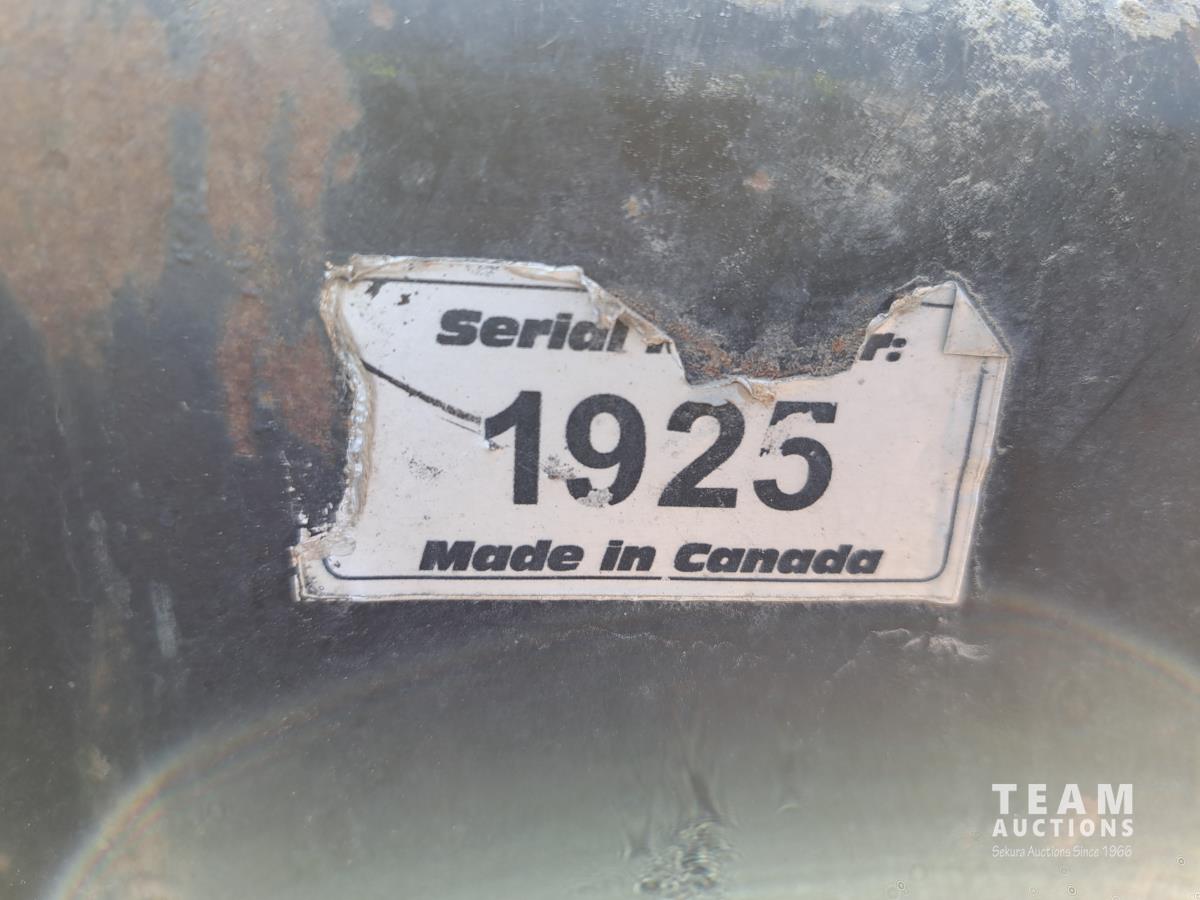 Serial r:
1925
Made in Canada
TEAM
AUCTIONS
Sekura Auctions Since 1966